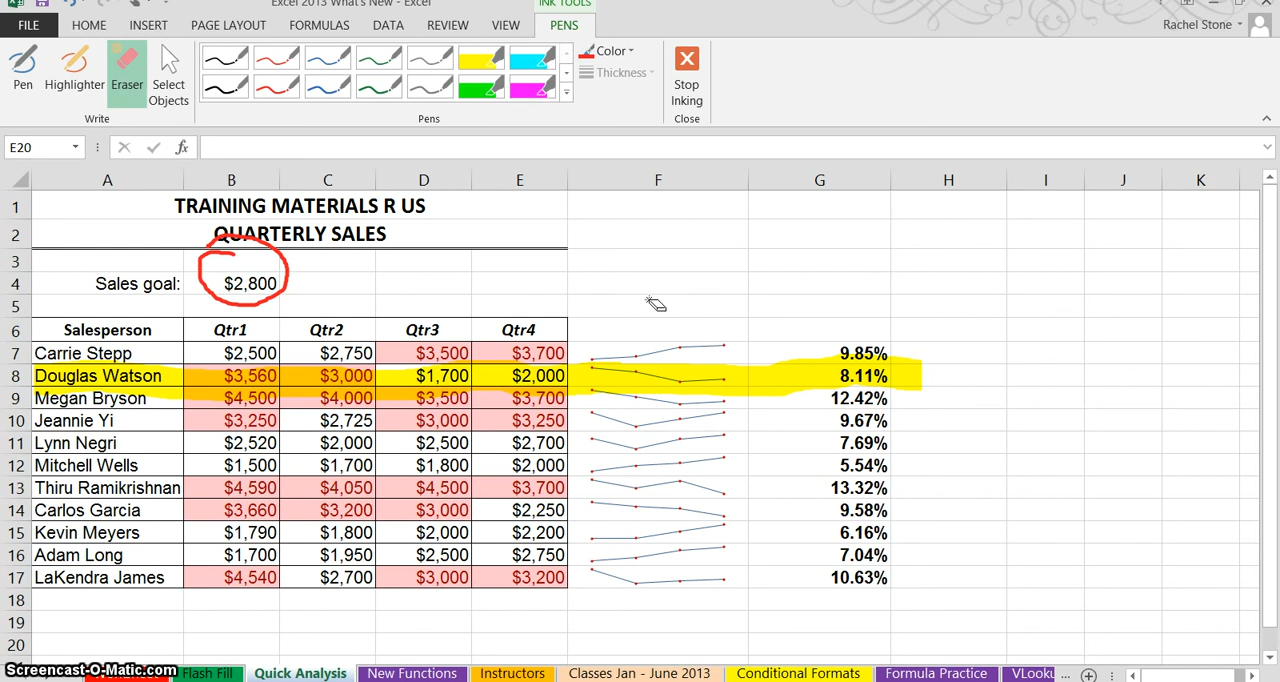 Excel 2013 What's New - Excel
INK TOOLS
FILE HOME INSERT PAGE LAYOUT FORMULAS DATA REVIEW VIEW PENS
Rachel Stone
Pen Highlighter Eraser Select Objects
Color
Thickness
Stop Inking
Write Pens Close
E20 fx
A B C D E F G H I J K
1 TRAINING MATERIALS R US
2 QUARTERLY SALES
3
4 Sales goal: $2,800
5
6 Salesperson Qtr1 Qtr2 Qtr3 Qtr4
7 Carrie Stepp $2,500 $2,750 $3,500 $3,700 9.85%
8 Douglas Watson $3,560 $3,000 $1,700 $2,000 8.11%
9 Megan Bryson $4,500 $4,000 $3,500 $3,700 12.42%
10 Jeannie Yi $3,250 $2,725 $3,000 $3,250 9.67%
11 Lynn Negri $2,520 $2,000 $2,500 $2,700 7.69%
12 Mitchell Wells $1,500 $1,700 $1,800 $2,000 5.54%
13 Thiru Ramikrishnan $4,590 $4,050 $4,500 $3,700 13.32%
14 Carlos Garcia $3,660 $3,200 $3,000 $2,250 9.58%
15 Kevin Meyers $1,790 $1,800 $2,000 $2,200 6.16%
16 Adam Long $1,700 $1,950 $2,500 $2,750 7.04%
17 LaKendra James $4,540 $2,700 $3,000 $3,200 10.63%
18
19
20
Screencast-O-Matic.com
Flash Fill Quick Analysis New Functions Instructors Classes Jan - June 2013 Conditional Formats Formula Practice VLooku ...